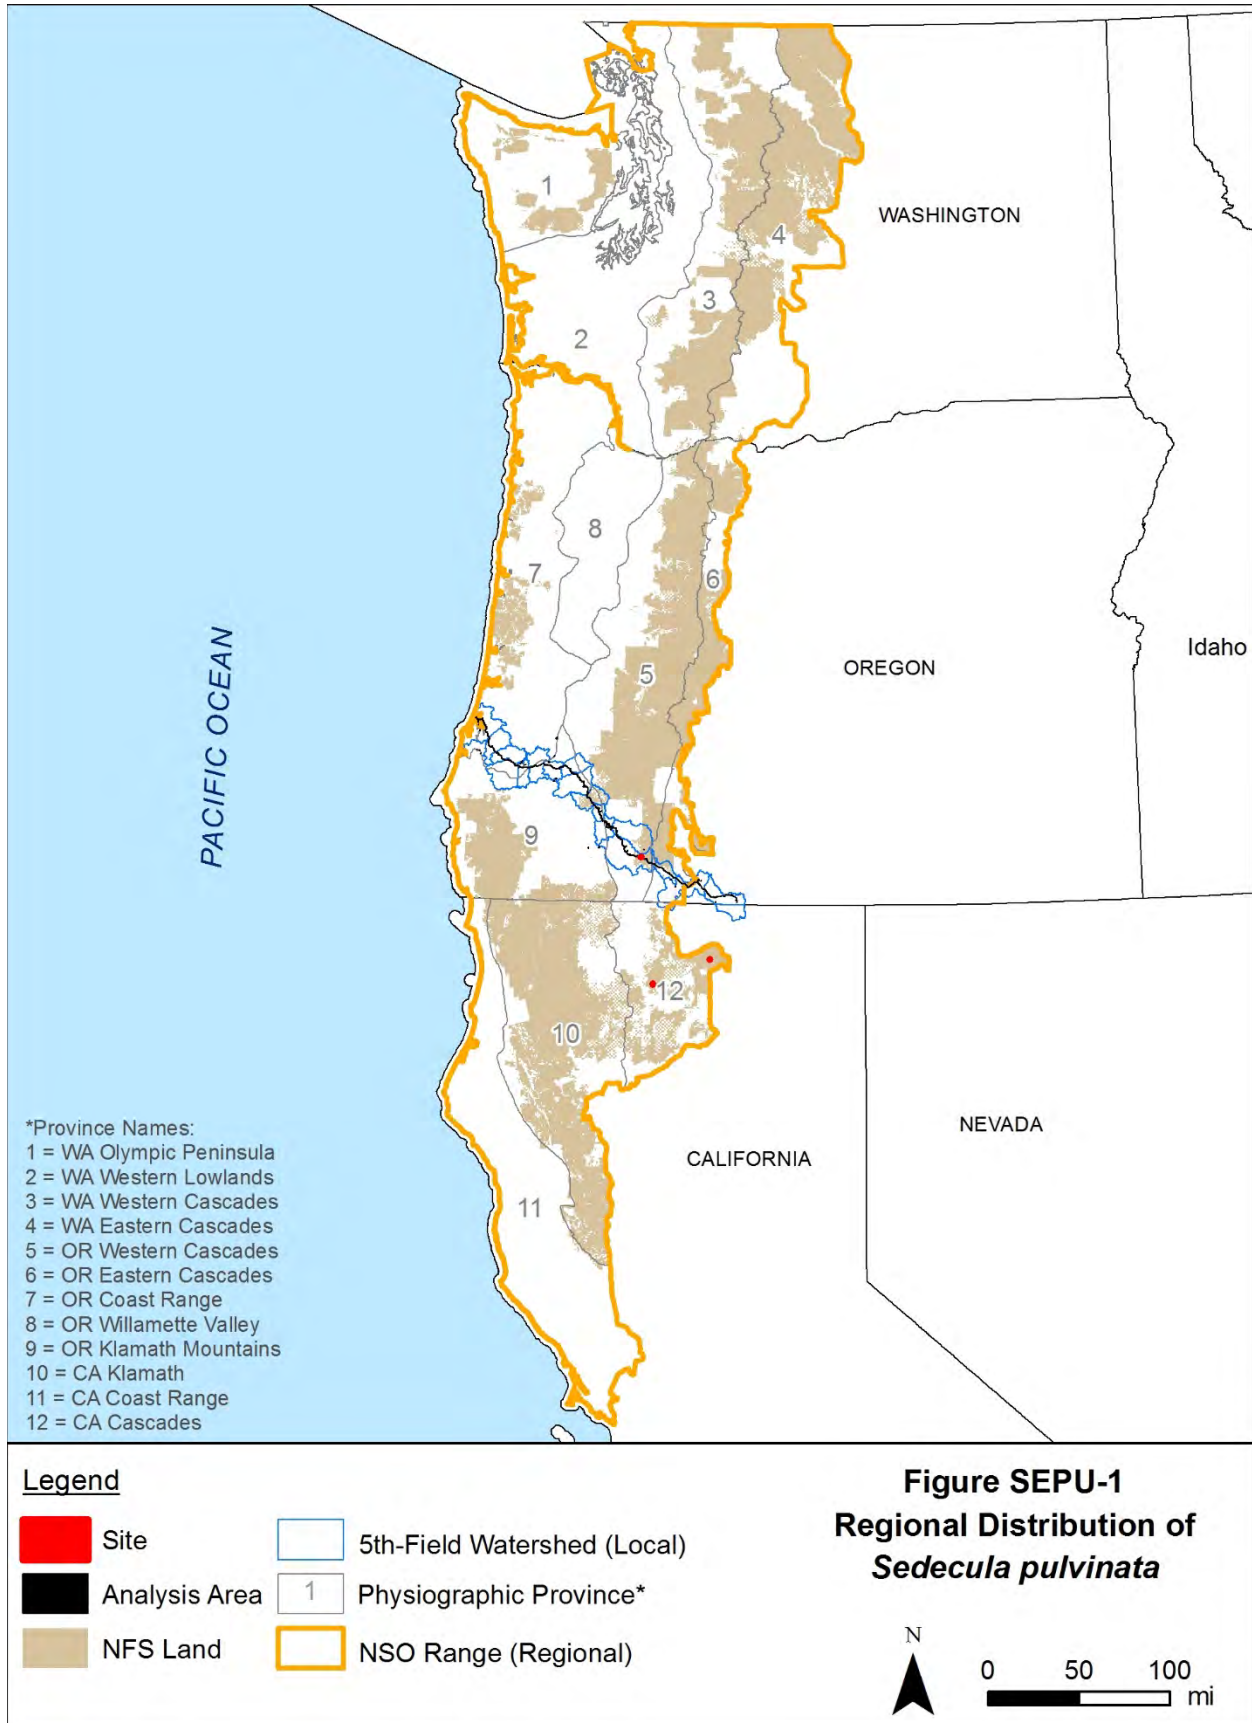 WASHINGTON
1
4
3
2
8
7
6
Idaho
5
OREGON
PACIFIC OCEAN
9
12
10
NEVADA
CALIFORNIA
11
*Province Names:
1 = WA Olympic Peninsula
2 = WA Western Lowlands
3 = WA Western Cascades
4 = WA Eastern Cascades
5 = OR Western Cascades
6 = OR Eastern Cascades
7 = OR Coast Range
8 = OR Willamette Valley
9 = OR Klamath Mountains
10 = CA Klamath
11 = CA Coast Range
12 = CA Cascades
Legend
Site
Analysis Area
NFS Land
5th-Field Watershed (Local)
1
Physiographic Province*
NSO Range (Regional)
Figure SEPU-1
Regional Distribution of
Sedecula pulvinata
N
0 50 100
mi